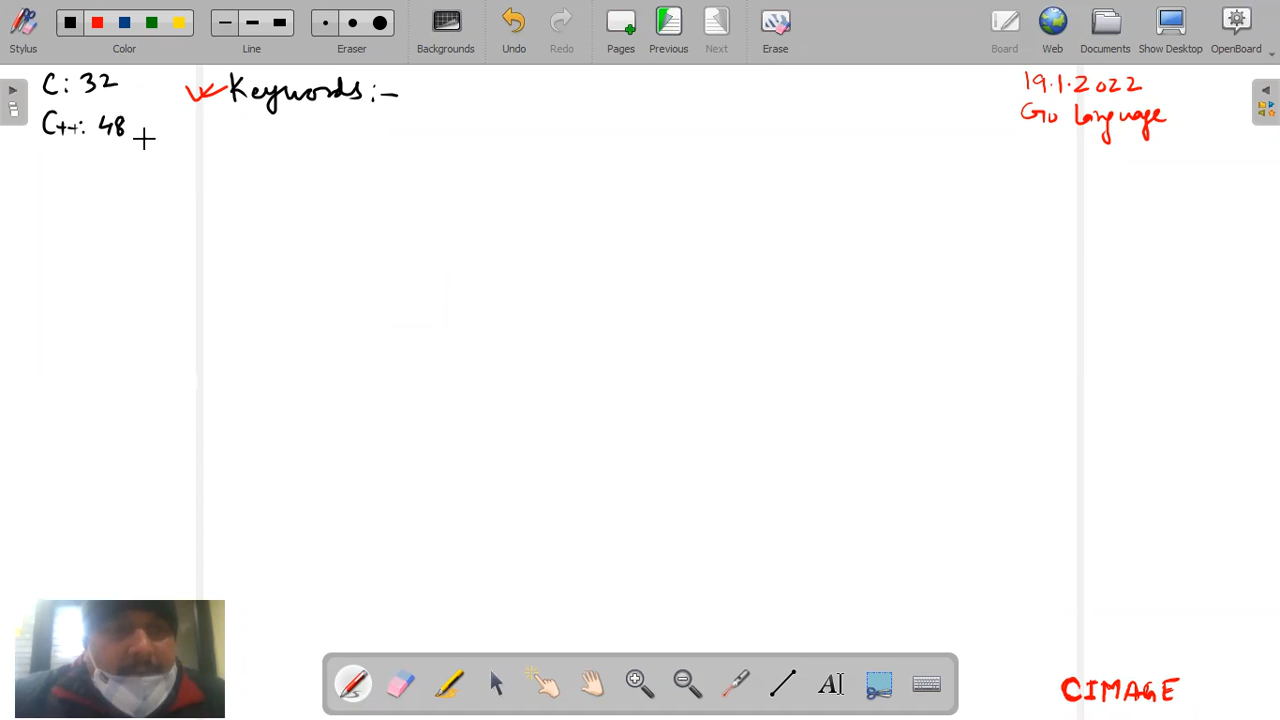 Stylus
Color
Line
Eraser
Backgrounds
Undo
Redo
Pages
Previous
Next
Erase
Board
Web
Documents
Show Desktop
OpenBoard
C: 32
C++: 48
Keywords:-
19.1.2022
Go Language
AI
CIMAGE